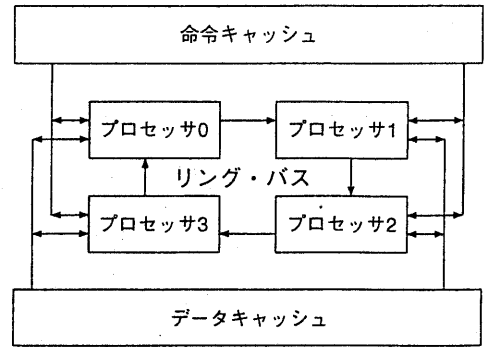 命令キャッシュ
プロセッサ0
プロセッサ1
リング・バス
プロセッサ3
プロセッサ2
データキャッシュ